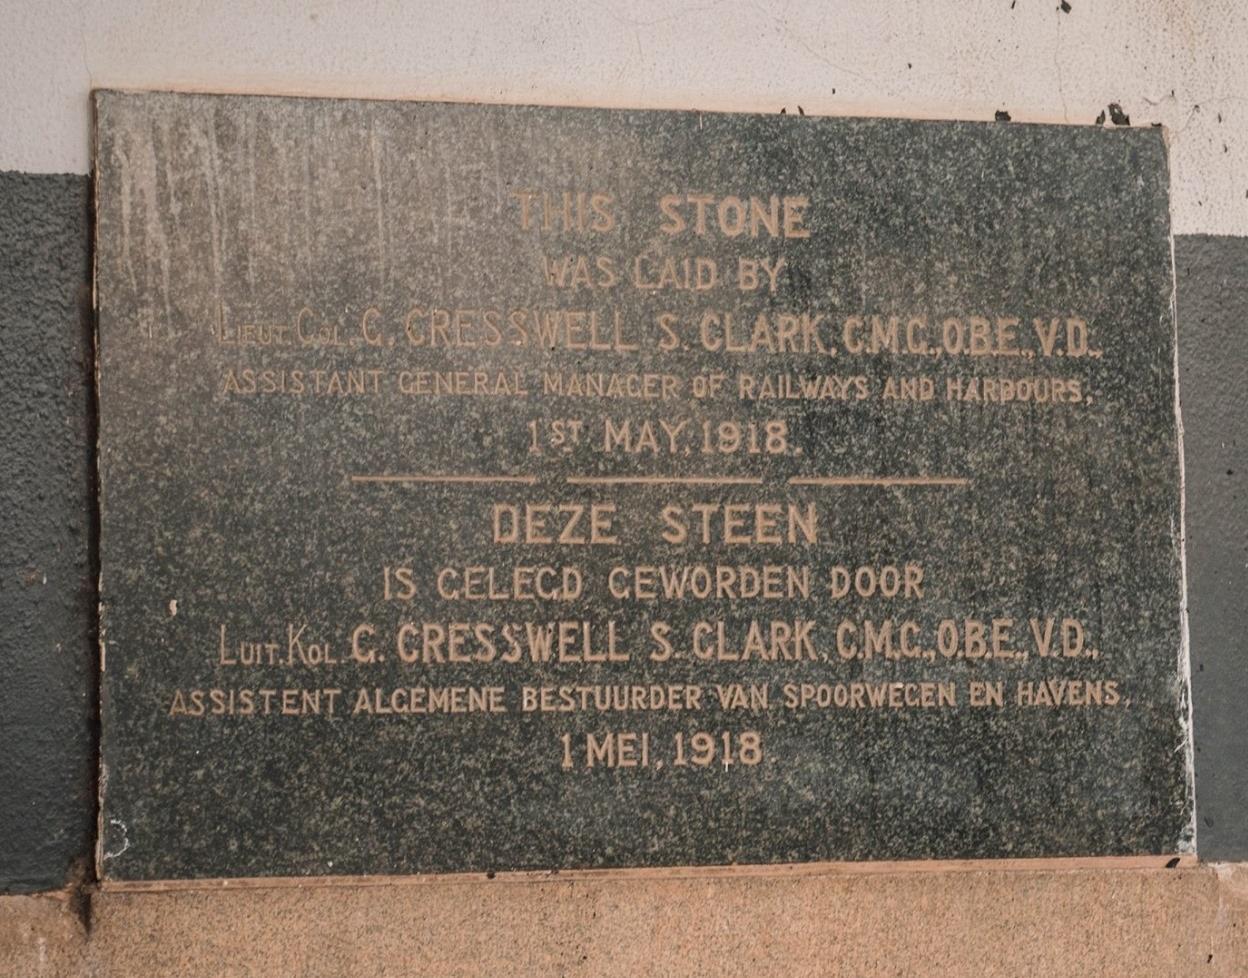 THIS STONE
WAS LAID BY
LIEUT. COL. G. CRESSWELL S. CLARK, C.M.G., O.B.E., V.D.,
ASSISTANT GENERAL MANAGER OF RAILWAYS AND HARBOURS,
1ST MAY, 1918.
DEZE STEEN
IS GELEGD GEWORDEN DOOR
LUIT. KOL. G. CRESSWELL S. CLARK, C.M.G., O.B.E., V.D.,
ASSISTENT ALGEMENE BESTUURDER VAN SPOORWEGEN EN HAVENS,
1 MEI, 1918.